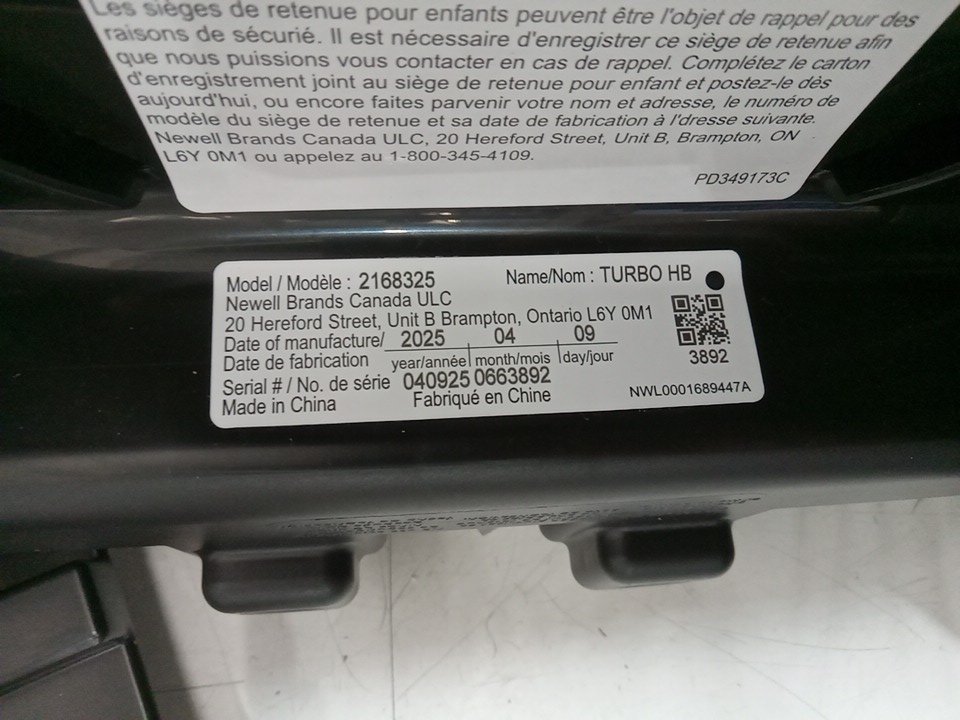 Les sièges de retenue pour enfants peuvent être l'objet de rappel pour des
raisons de sécurié. Il est nécessaire d'enregistrer ce siège de retenue afin
que nous puissions vous contacter en cas de rappel. Complétez le carton
d'enregistrement joint au siège de retenue pour enfant et postez-le dès
aujourd'hui, ou encore faites parvenir votre nom et adresse, le numéro de
modèle du siège de retenue et sa date de fabrication à l'dresse suivante.
Newell Brands Canada ULC, 20 Hereford Street, Unit B, Brampton, ON
L6Y 0M1 ou appelez au 1-800-345-4109.
PD349173C
Model / Modèle : 2168325 Name/Nom : TURBO HB
Newell Brands Canada ULC
20 Hereford Street, Unit B Brampton, Ontario L6Y 0M1
Date of manufacture/ 2025 04 09
Date de fabrication year/année month/mois day/jour
3892
Serial # / No. de série 040925 0663892
Made in China Fabriqué en Chine NWL0001689447A